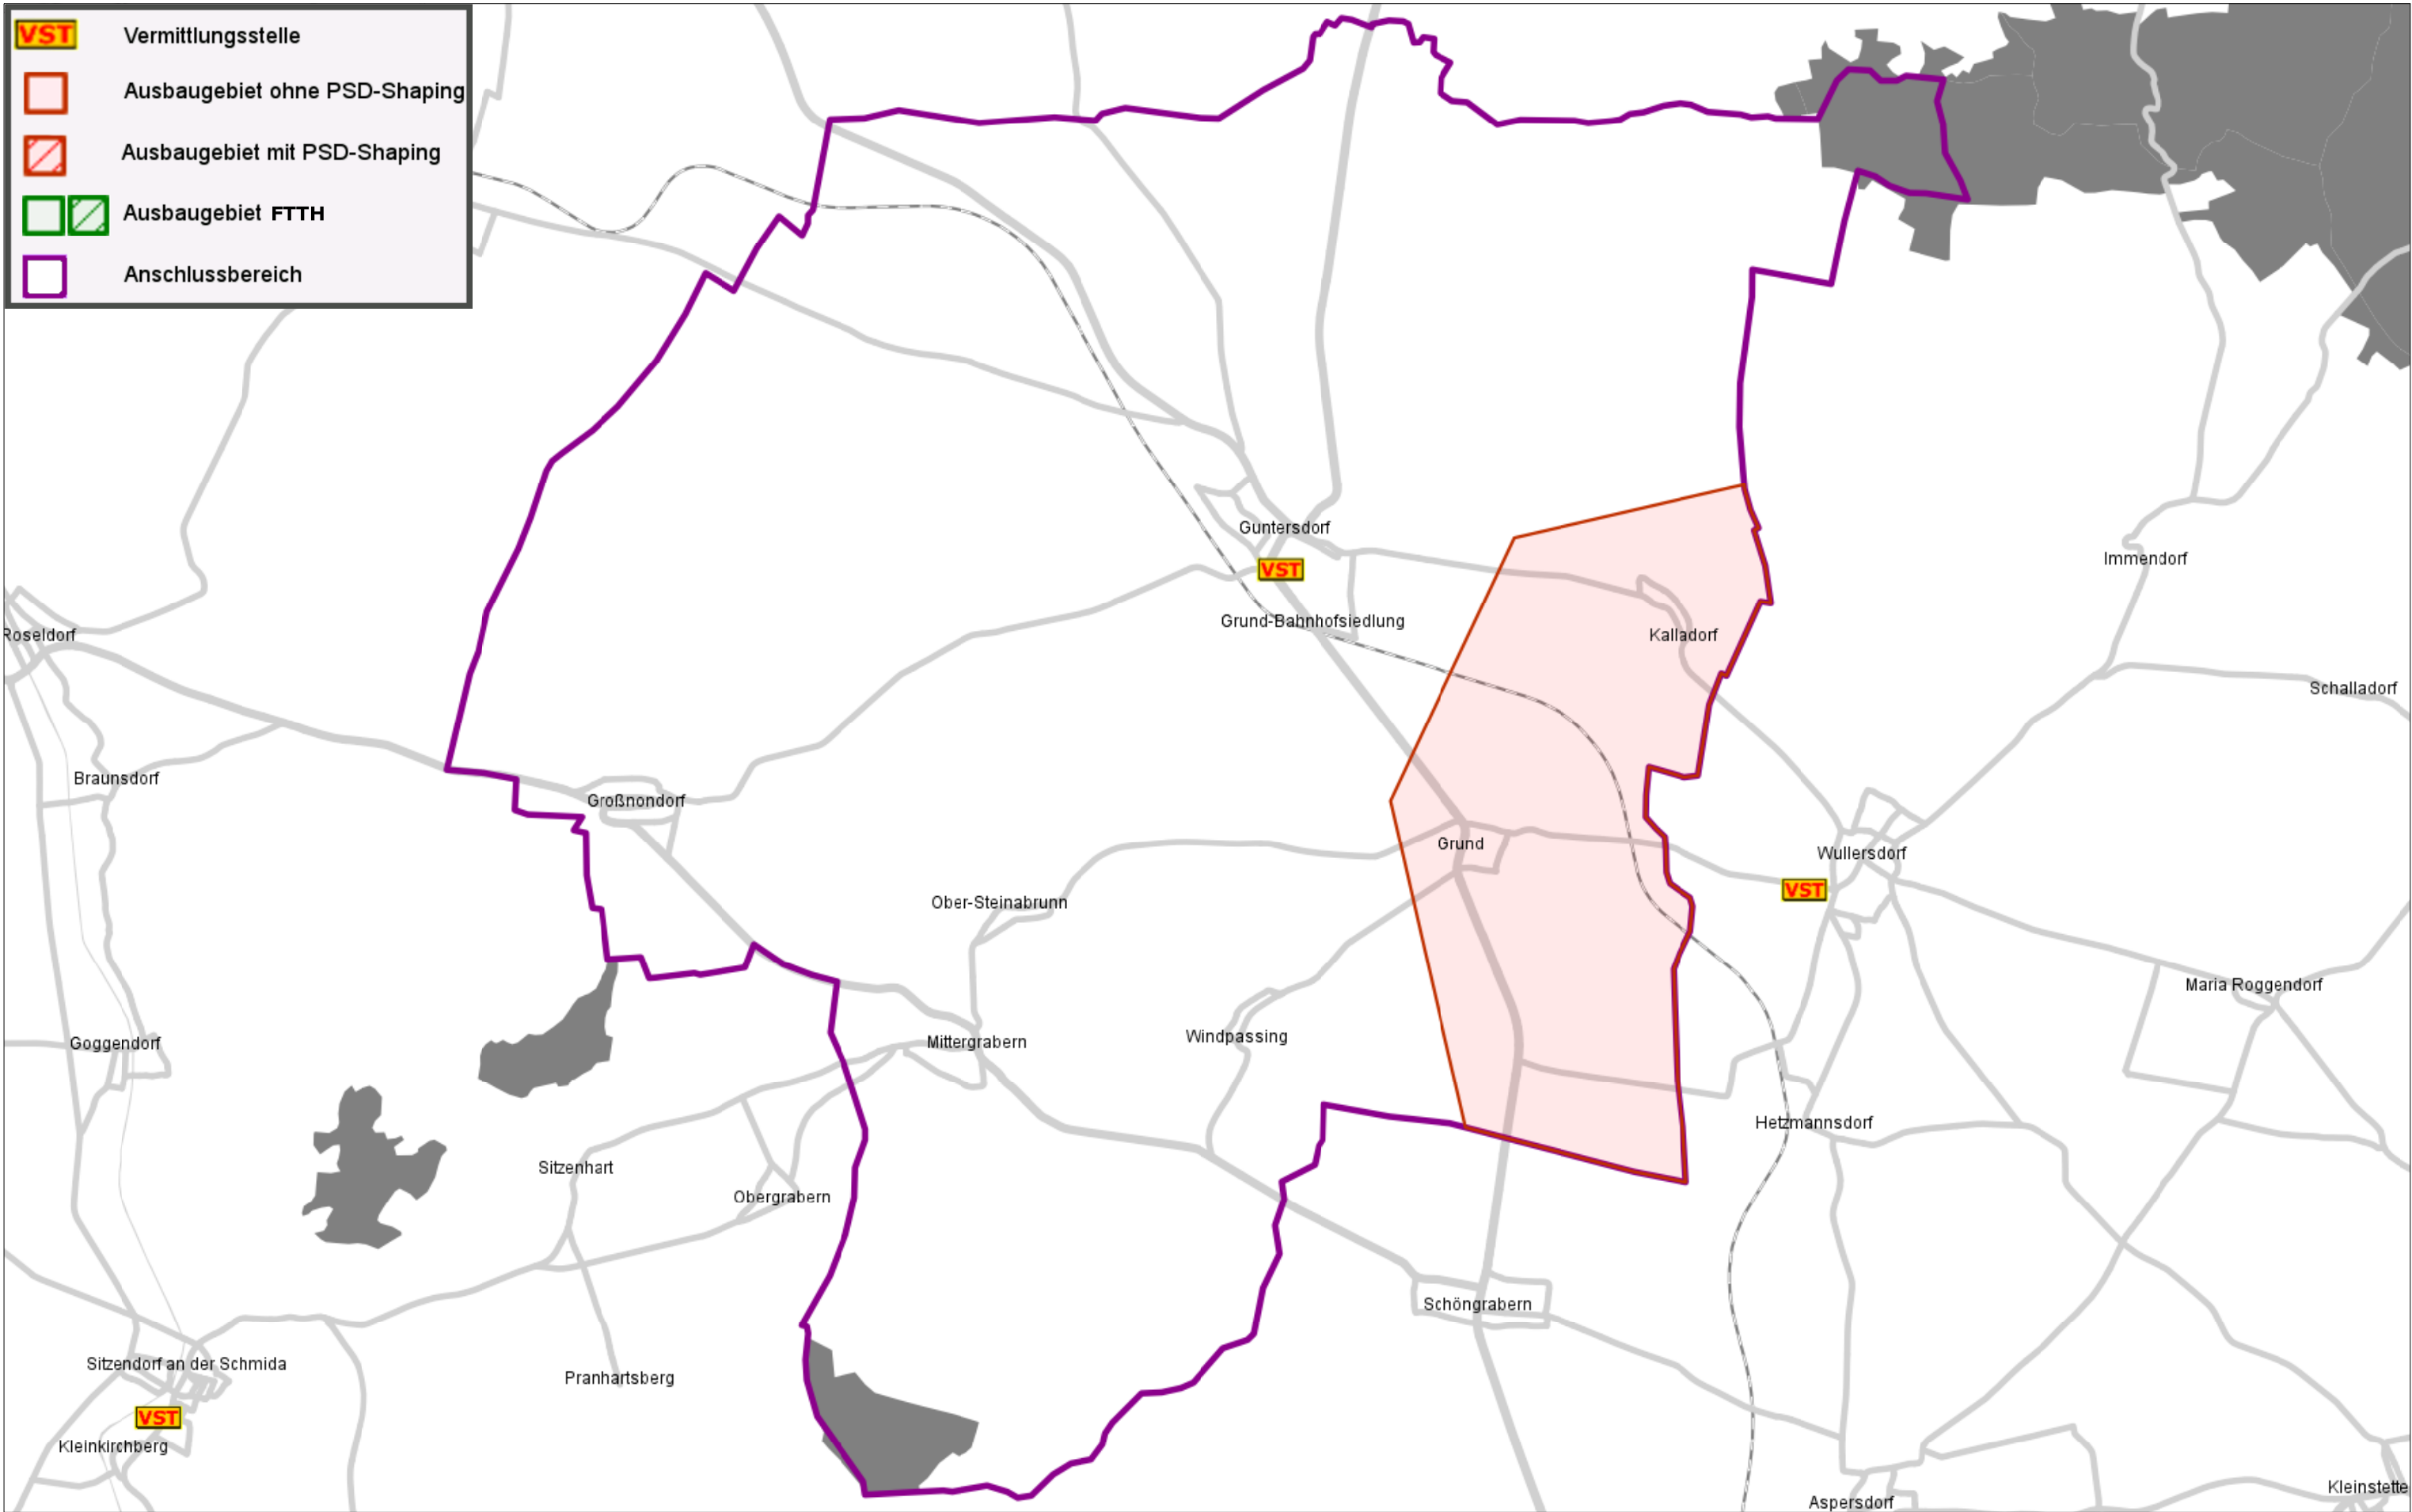 VST Vermittlungsstelle
Ausbaugebiet ohne PSD-Shaping
Ausbaugebiet mit PSD-Shaping
Ausbaugebiet FTTH
Anschlussbereich
Guntersdorf
VST
Immendorf
Grund-Bahnhofsiedlung
Roseldorf
Kalladorf
Schalladorf
Braunsdorf
Großnondorf
Grund
Wullersdorf
VST
Ober-Steinabrunn
Maria Roggendorf
Windpassing
Mittergrabern
Goggendorf
Hetzmannsdorf
Sitzenhart
Obergrabern
Schöngrabern
Sitzendorf an der Schmida
Pranhartsberg
VST
Kleinkirchberg
Kleinstette
Aspersdorf